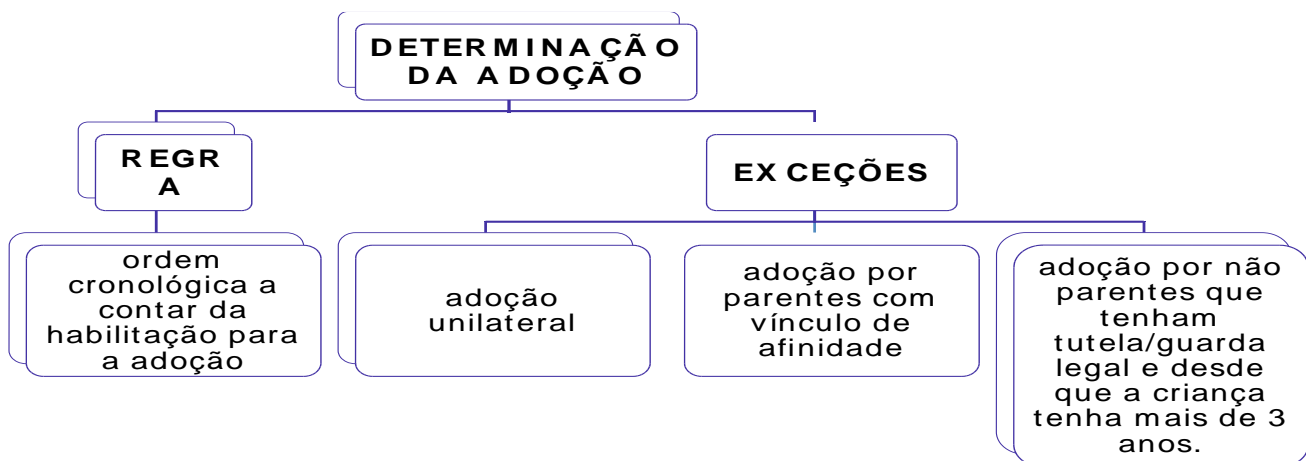 DETERMINAÇÃO
DA ADOÇÃO
REGR
A
EXCEÇÕES
ordem
cronológica a
contar da
habilitação para
a adoção
adoção
unilateral
adoção por
parentes com
vínculo de
afinidade
adoção por não
parentes que
tenham
tutela/guarda
legal e desde
que a criança
tenha mais de 3
anos.